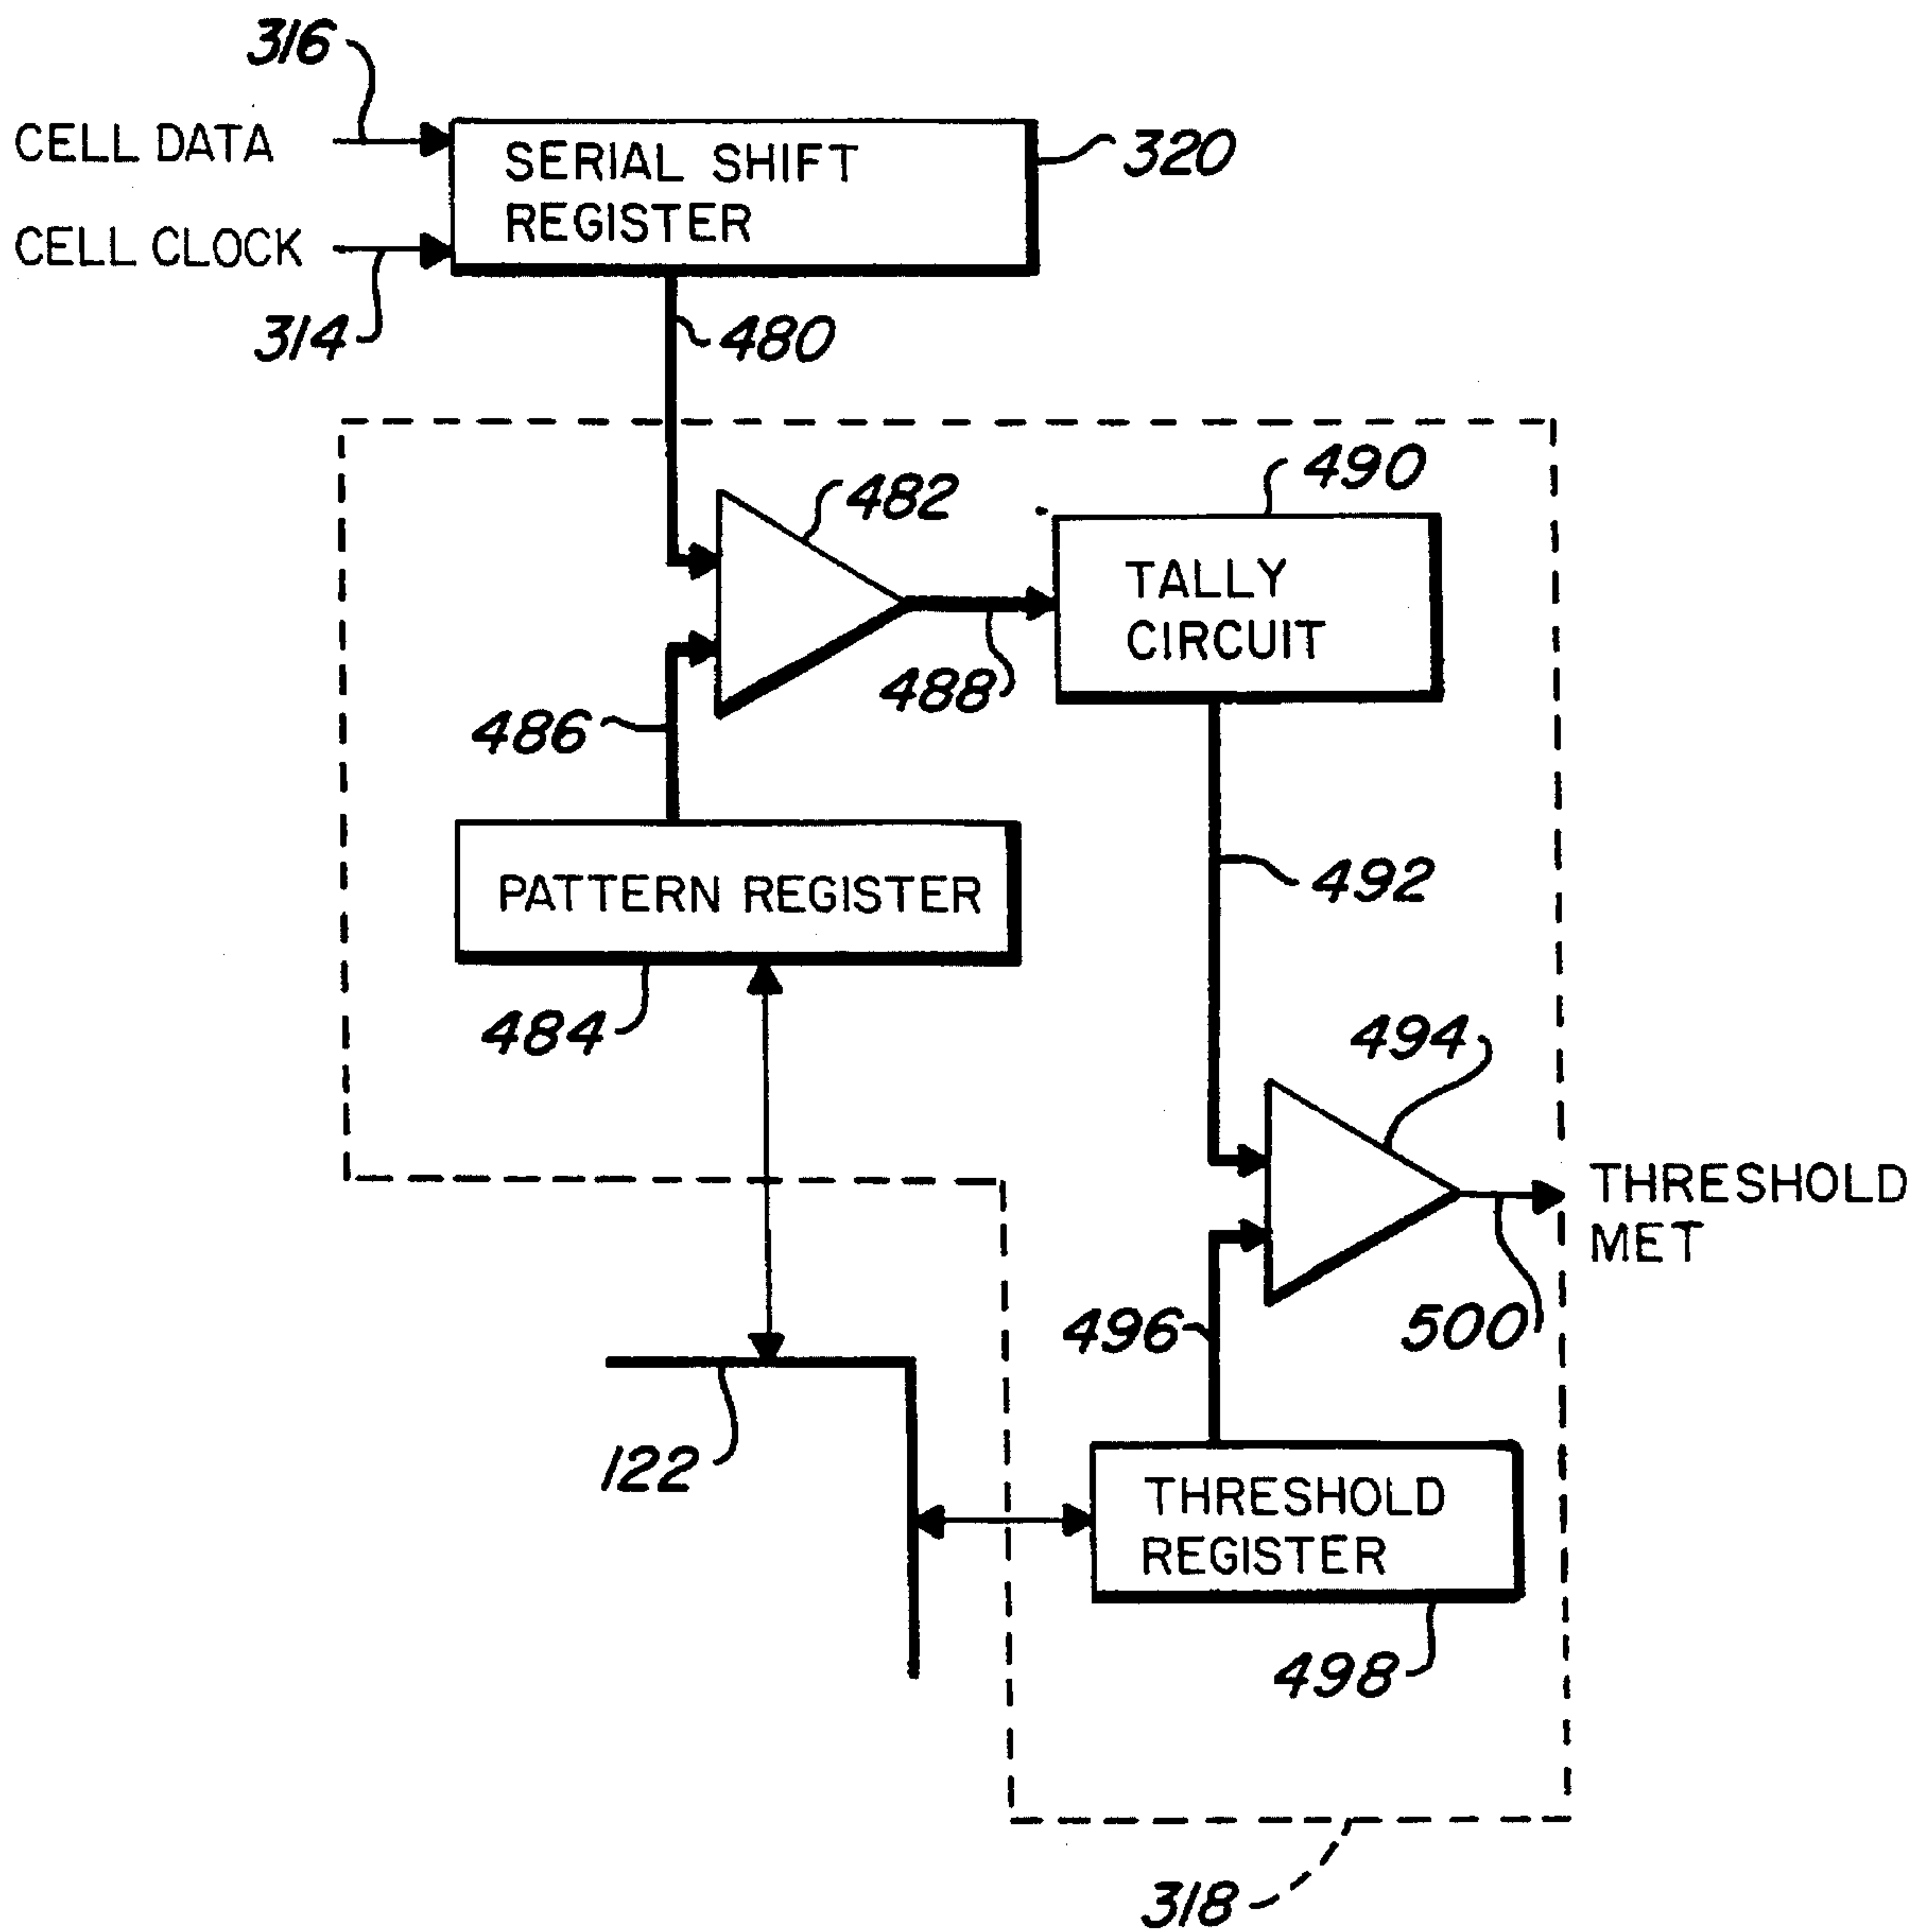 316
CELL DATA
SERIAL SHIFT
REGISTER
320
CELL CLOCK
314
480
490
482
TALLY
CIRCUIT
488
486
PATTERN REGISTER
492
484
494
THRESHOLD
MET
496
500
122
THRESHOLD
REGISTER
498
318